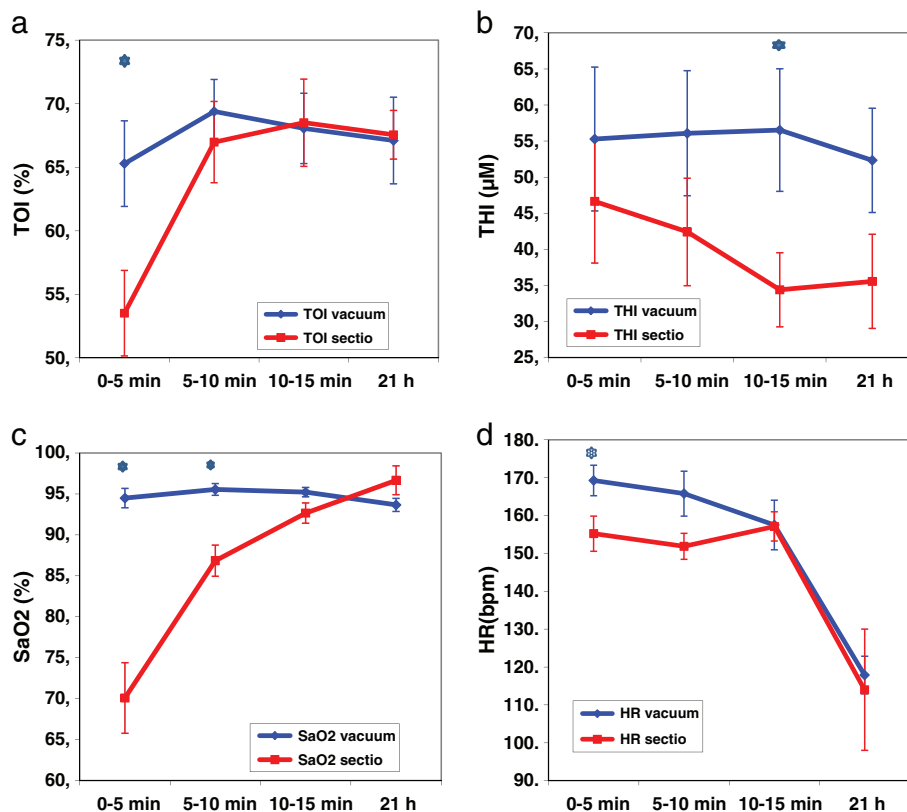 a
75,
70,
65,
60,
55,
50,
TOI (%)
TOI vacuum
TOI sectio
0-5 min 5-10 min 10-15 min 21 h
b
70,
65,
60,
55,
50,
45,
40,
35,
30,
25,
THI (µM)
THI vacuum
THI sectio
0-5 min 5-10 min 10-15 min 21 h
c
100,
95,
90,
85,
80,
75,
70,
65,
60,
SaO2 (%)
SaO2 vacuum
SaO2 sectio
0-5 min 5-10 min 10-15 min 21 h
d
180.
170.
160.
150.
140.
130.
120.
110.
100.
90.
HR(bpm)
HR vacuum
HR sectio
0-5 min 5-10 min 10-15 min 21 h